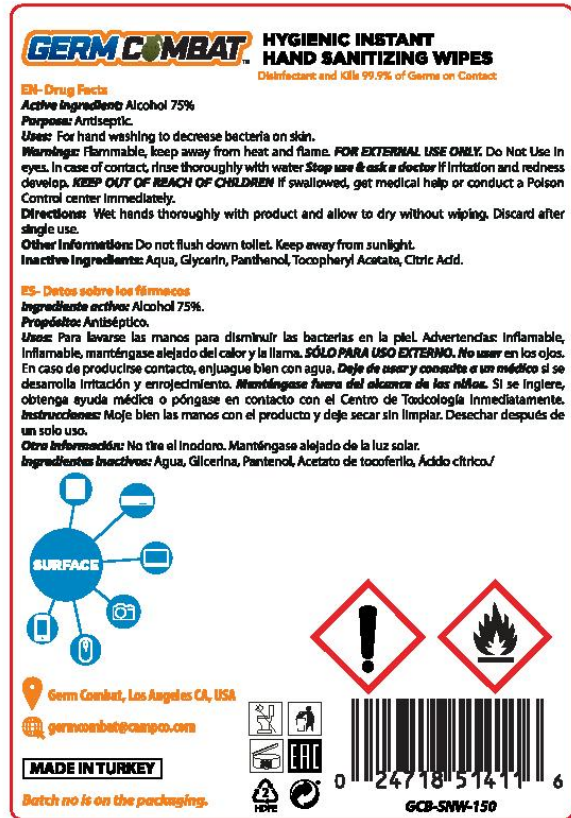 GERM COMBAT™
HYGIENIC INSTANT
HAND SANITIZING WIPES
Disinfectant and Kills 99.9% of Germs on Contact
EN- Drug Facts
Active ingredient: Alcohol 75%
Purpose: Antiseptic.
Uses: For hand washing to decrease bacteria on skin.
Warnings: Flammable, keep away from heat and flame. FOR EXTERNAL USE ONLY. Do Not Use in
eyes. In case of contact, rinse thoroughly with water Stop use & ask a doctor if irritation and redness
develop. KEEP OUT OF REACH OF CHILDREN If swallowed, get medical help or conduct a Poison
Control center immediately.
Directions: Wet hands thoroughly with product and allow to dry without wiping. Discard after
single use.
Other Information: Do not flush down toilet. Keep away from sunlight.
Inactive Ingredients: Aqua, Glycerin, Panthenol, Tocopheryl Acetate, Citric Acid.
ES- Datos sobre los fármacos
Ingrediente activo: Alcohol 75%.
Propósito: Antiséptico.
Usos: Para lavarse las manos para disminuir las bacterias en la piel. Advertencias: Inflamable,
Inflamable, manténgase alejado del calor y la llama. SÓLO PARA USO EXTERNO. No usar en los ojos.
En caso de producirse contacto, enjuague bien con agua. Deje de usar y consulte a un médico si se
desarrolla irritación y enrojecimiento. Manténgase fuera del alcance de los niños. Si se ingiere,
obtenga ayuda médica o póngase en contacto con el Centro de Toxicología inmediatamente.
Instrucciones: Moje bien las manos con el producto y deje secar sin limpiar. Desechar después de
un solo uso.
Otra información: No tire el inodoro. Manténgase alejado de la luz solar.
Ingredientes inactivos: Agua, Glicerina, Pantenol, Acetato de tocoferilo, Ácido cítrico./
SURFACE
Germ Combat, Los Angeles CA, USA
germcombat@campco.com
MADE IN TURKEY
Batch no is on the packaging.
EAC
2
HDPE
0 24718 51411 6
GCB-SNW-150